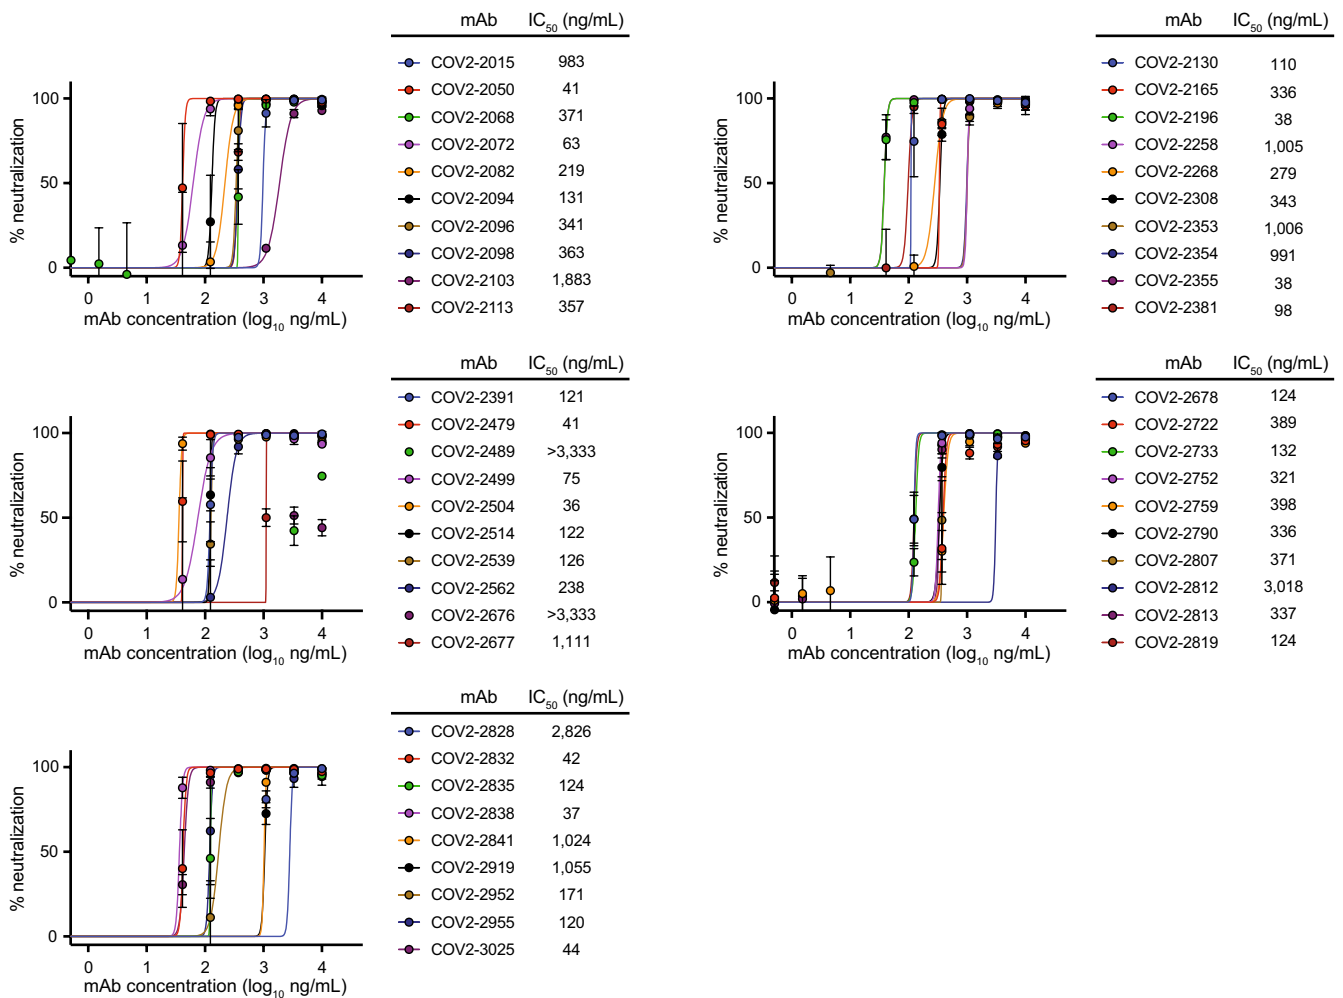 mAb IC50 (ng/mL)
COV2-2015 983
COV2-2050 41
COV2-2068 371
COV2-2072 63
COV2-2082 219
COV2-2094 131
COV2-2096 341
COV2-2098 363
COV2-2103 1,883
COV2-2113 357
% neutralization
100
50
0
0 1 2 3 4
mAb concentration (log10 ng/mL)
mAb IC50 (ng/mL)
COV2-2130 110
COV2-2165 336
COV2-2196 38
COV2-2258 1,005
COV2-2268 279
COV2-2308 343
COV2-2353 1,006
COV2-2354 991
COV2-2355 38
COV2-2381 98
% neutralization
100
50
0
0 1 2 3 4
mAb concentration (log10 ng/mL)
mAb IC50 (ng/mL)
COV2-2391 121
COV2-2479 41
COV2-2489 >3,333
COV2-2499 75
COV2-2504 36
COV2-2514 122
COV2-2539 126
COV2-2562 238
COV2-2676 >3,333
COV2-2677 1,111
% neutralization
100
50
0
0 1 2 3 4
mAb concentration (log10 ng/mL)
mAb IC50 (ng/mL)
COV2-2678 124
COV2-2722 389
COV2-2733 132
COV2-2752 321
COV2-2759 398
COV2-2790 336
COV2-2807 371
COV2-2812 3,018
COV2-2813 337
COV2-2819 124
% neutralization
100
50
0
0 1 2 3 4
mAb concentration (log10 ng/mL)
mAb IC50 (ng/mL)
COV2-2828 2,826
COV2-2832 42
COV2-2835 124
COV2-2838 37
COV2-2841 1,024
COV2-2919 1,055
COV2-2952 171
COV2-2955 120
COV2-3025 44
% neutralization
100
50
0
0 1 2 3 4
mAb concentration (log10 ng/mL)